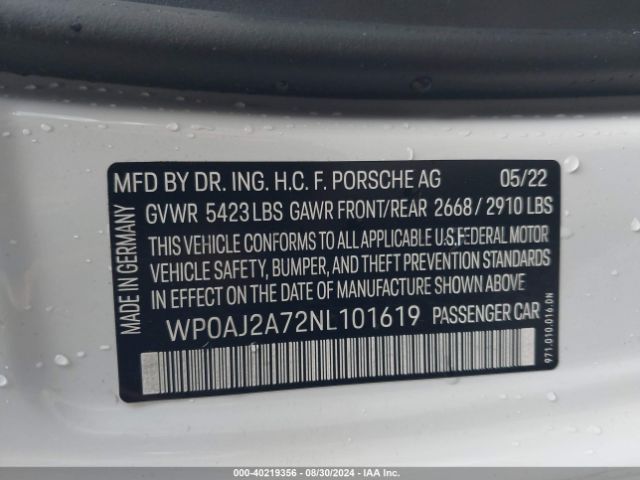 MFD BY DR. ING. H.C. F. PORSCHE AG 05/22
GVWR 5423 LBS GAWR FRONT/REAR 2668 / 2910 LBS
THIS VEHICLE CONFORMS TO ALL APPLICABLE U.S. FEDERAL MOTOR
VEHICLE SAFETY, BUMPER, AND THEFT PREVENTION STANDARDS
IN EFFECT ON THE DATE OF MANUFACTURE SHOWN ABOVE
WP0AJ2A72NL101619 PASSENGER CAR
MADE IN GERMANY
971.010.016.DN
000-40219356 - 08/30/2024 - IAA Inc.